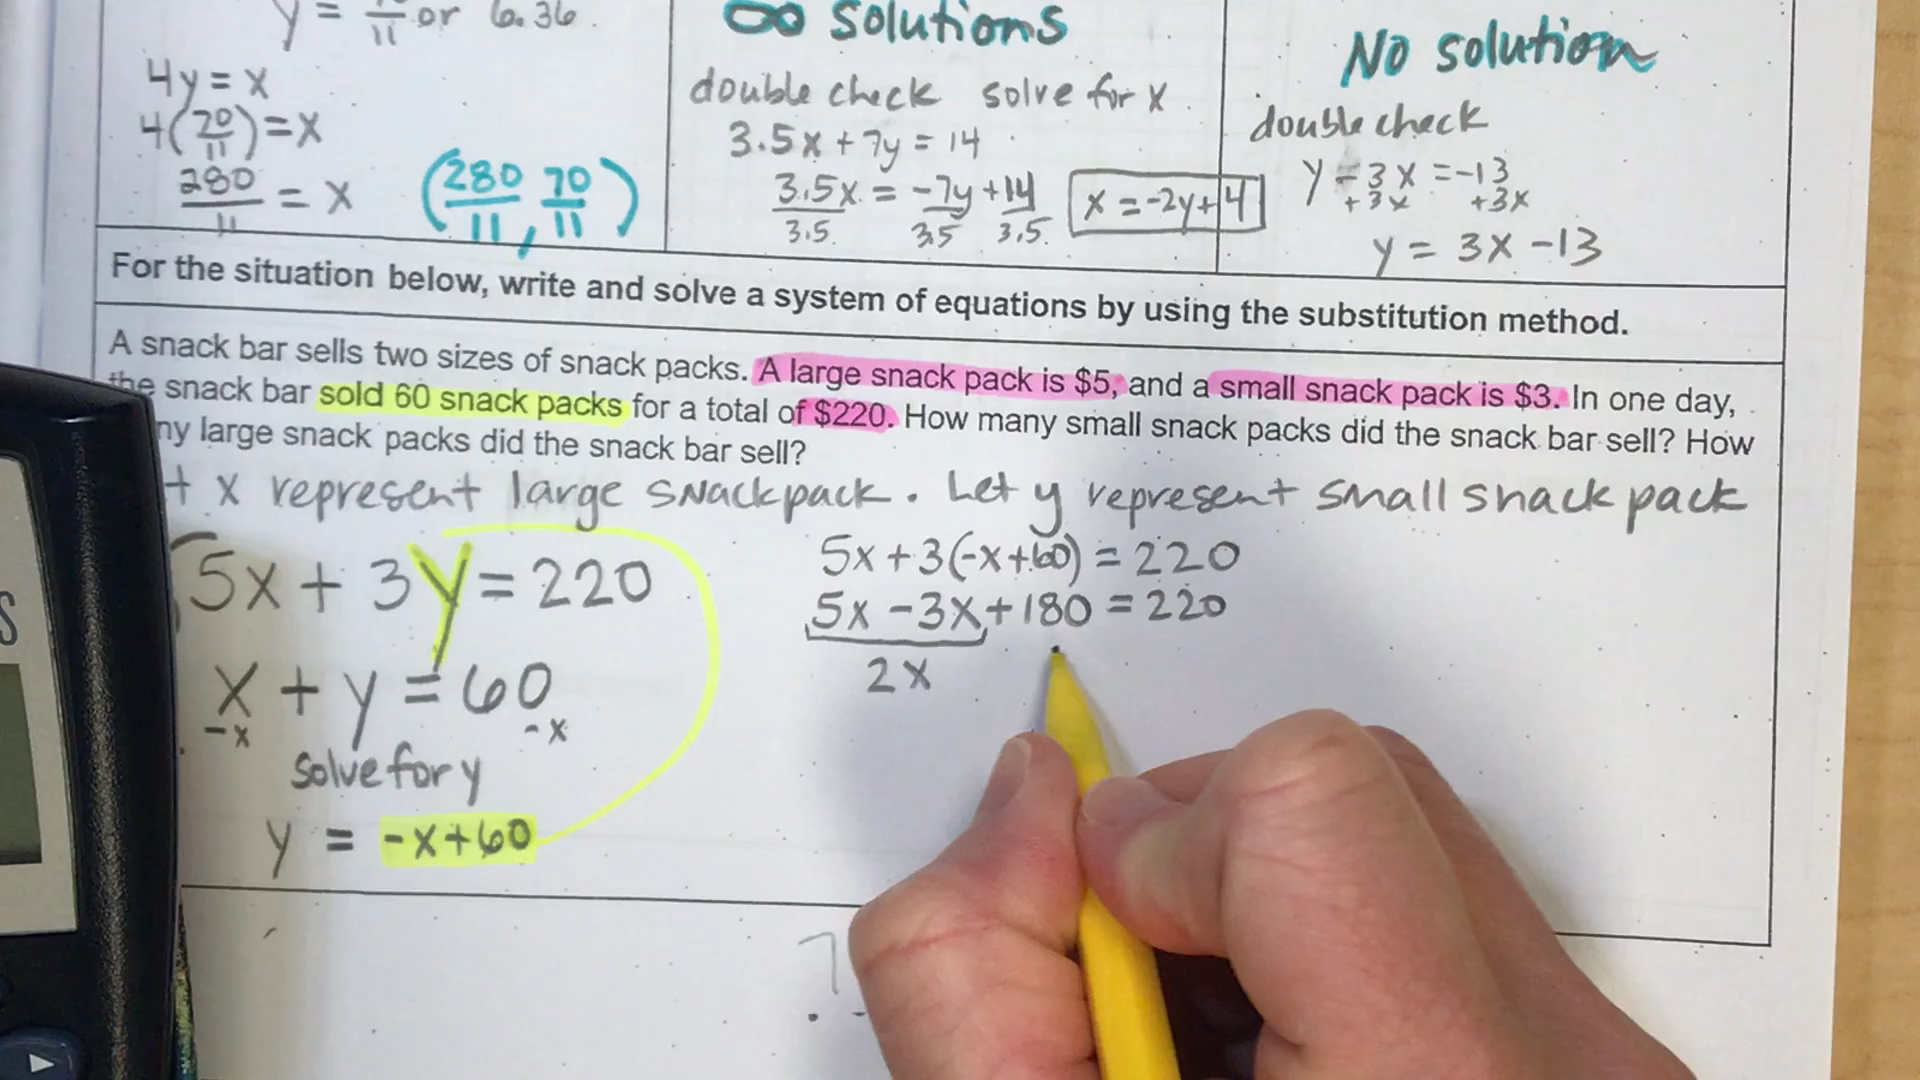 y = or 6.36
4y = x
4(70/11) = x
280/11 = x
(280/11, 70/11)
∞ solutions
double check solve for x
3.5x + 7y = 14
3.5x = -7y + 14
3.5 3.5 3.5
x = -2y + 4
No solution
double check
y - 3x = -13
+3x +3x
y = 3x - 13
For the situation below, write and solve a system of equations by using the substitution method.
A snack bar sells two sizes of snack packs. A large snack pack is $5, and a small snack pack is $3. In one day,
the snack bar sold 60 snack packs for a total of $220. How many small snack packs did the snack bar sell? How
ny large snack packs did the snack bar sell?
t x represent large snack pack. Let y represent small snack pack
5x + 3y = 220
x + y = 60
-x -x
solve for y
y = -x + 60
5x + 3(-x + 60) = 220
5x - 3x + 180 = 220
2x
S